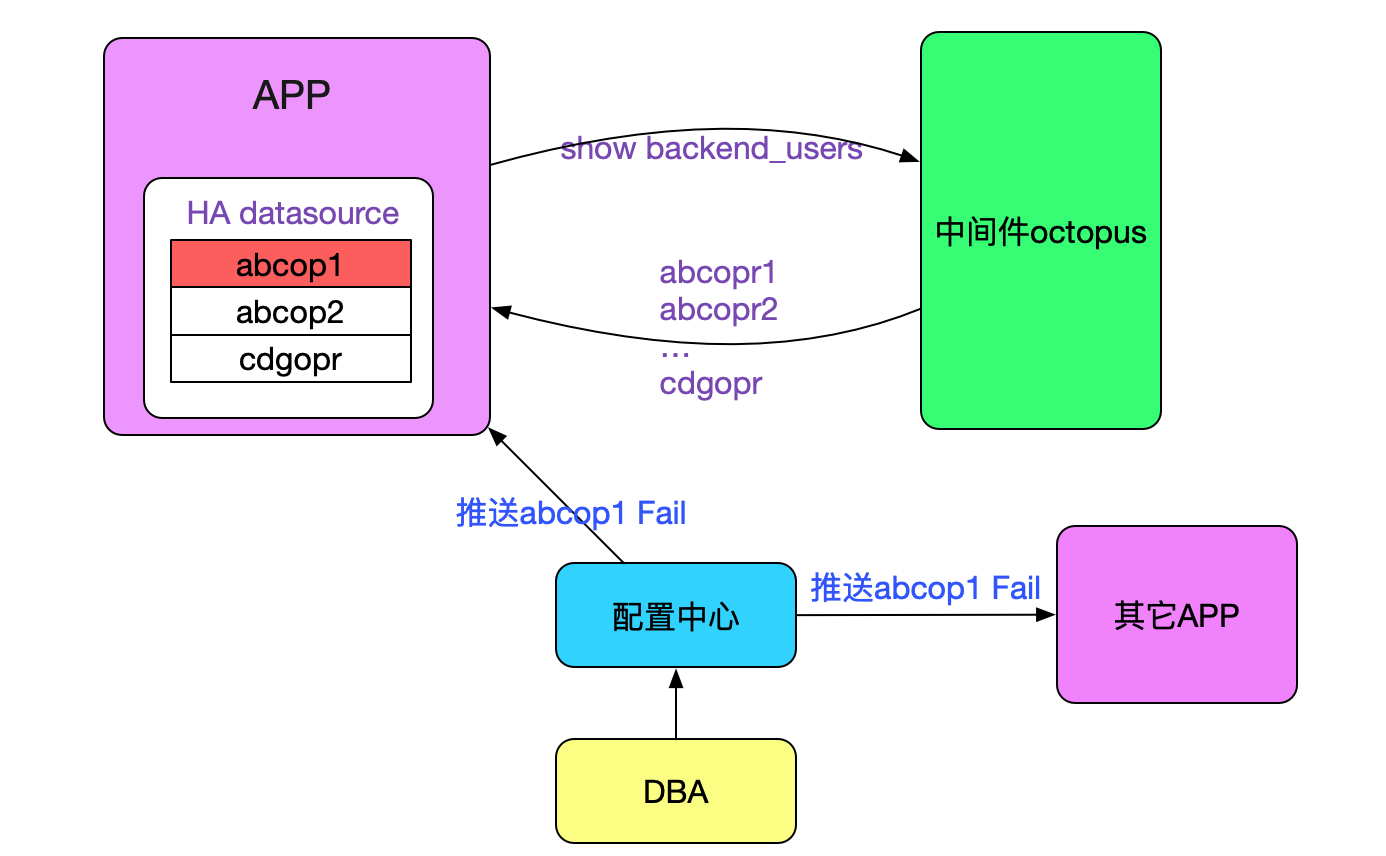 APP
show backend_users
HA datasource
abcop1
abcop2
cdgopr
中间件octopus
abcopr1
abcopr2
...
cdgopr
推送abcop1 Fail
配置中心
推送abcop1 Fail
其它APP
DBA